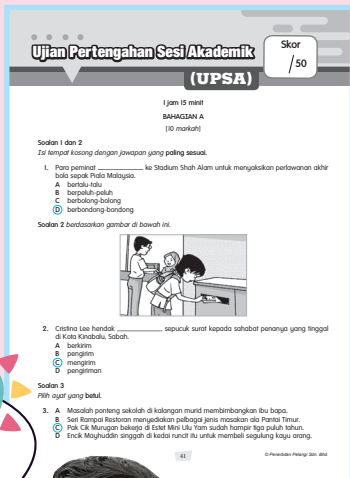 Ujian Pertengahan Sesi Akademik
(UPSA)
Skor
/50
1 jam 15 minit
BAHAGIAN A
(10 markah)
Soalan 1 dan 2
Isi tempat kosong dengan jawapan yang paling sesuai.
1. Para peminat __________ ke Stadium Shah Alam untuk menyaksikan perlawanan akhir
bola sepak Piala Malaysia.
A bertalu-talu
B berpeluh-peluh
C berbolong-bolong
D berbondong-bondong
Soalan 2 berdasarkan gambar di bawah ini.
2. Cristina Lee hendak __________ sepucuk surat kepada sahabat penanya yang tinggal
di Kota Kinabalu, Sabah.
A berkirim
B pengirim
C mengirim
D pengiriman
Soalan 3
Pilih ayat yang betul.
3. A Masalah ponteng sekolah di kalangan murid membimbangkan ibu bapa.
B Seri Rampai Restoran menyediakan pelbagai jenis masakan ala Pantai Timur.
C Pak Cik Murugan bekerja di Estet Mini Ulu Yam sudah hampir tiga puluh tahun.
D Encik Mayhuddin singgah di kedai runcit itu untuk membeli segulung kayu arang.
41
© Penerbitan Pelangi Sdn. Bhd.